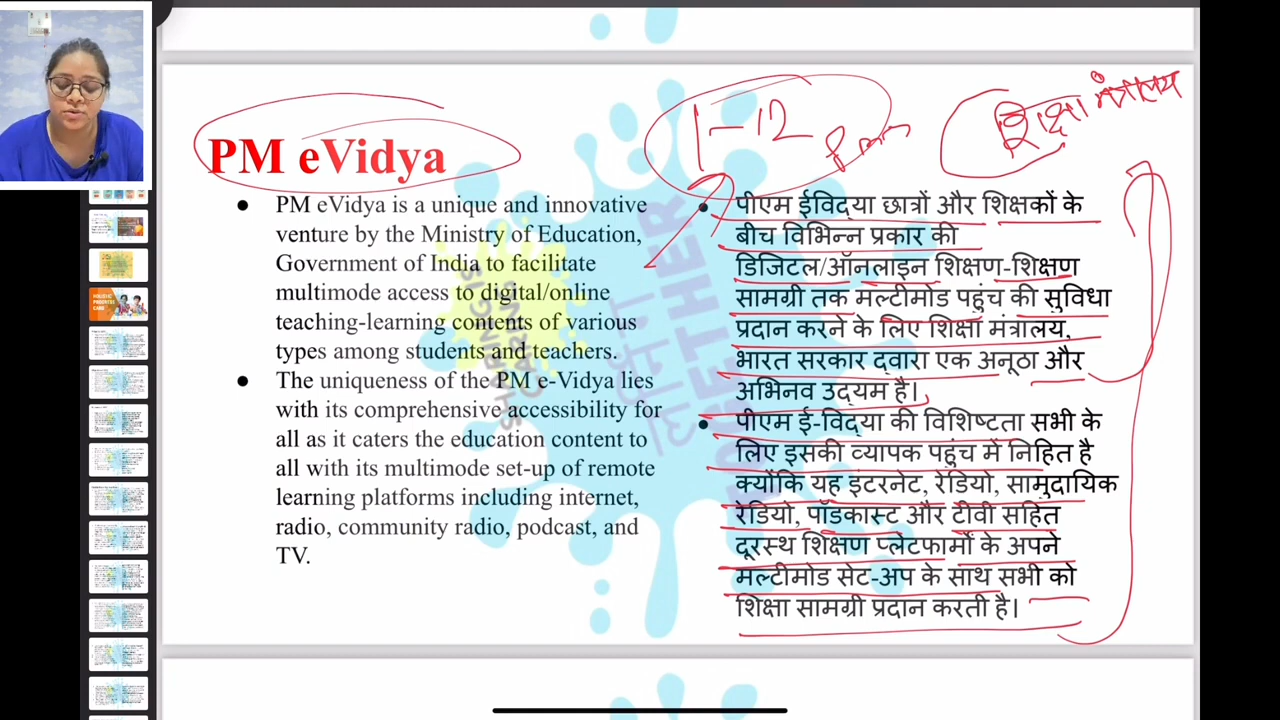 PM eVidya
1-12
शिक्षा मंत्रालय
PM eVidya is a unique and innovative
venture by the Ministry of Education,
Government of India to facilitate
multimode access to digital/online
teaching-learning contents of various
types among students and teachers.
The uniqueness of the PM e-Vidya lies
with its comprehensive accessibility for
all as it caters the education content to
all with its multimode set-up of remote
learning platforms including internet,
radio, community radio, podcast, and
TV.
पीएम ईविद्या छात्रों और शिक्षकों के
बीच विभिन्न प्रकार की
डिजिटल/ऑनलाइन शिक्षण-शिक्षण
सामग्री तक मल्टीमोड पहुंच की सुविधा
प्रदान करने के लिए शिक्षा मंत्रालय,
भारत सरकार द्वारा एक अनूठा और
अभिनव उद्यम है।
पीएम ई-विद्या की विशिष्टता सभी के
लिए इसकी व्यापक पहुंच में निहित है
क्योंकि यह इंटरनेट, रेडियो, सामुदायिक
रेडियो, पॉडकास्ट और टीवी सहित
दूरस्थ शिक्षण प्लेटफार्मों के अपने
मल्टीमोड सेट-अप के साथ सभी को
शिक्षा सामग्री प्रदान करती है।